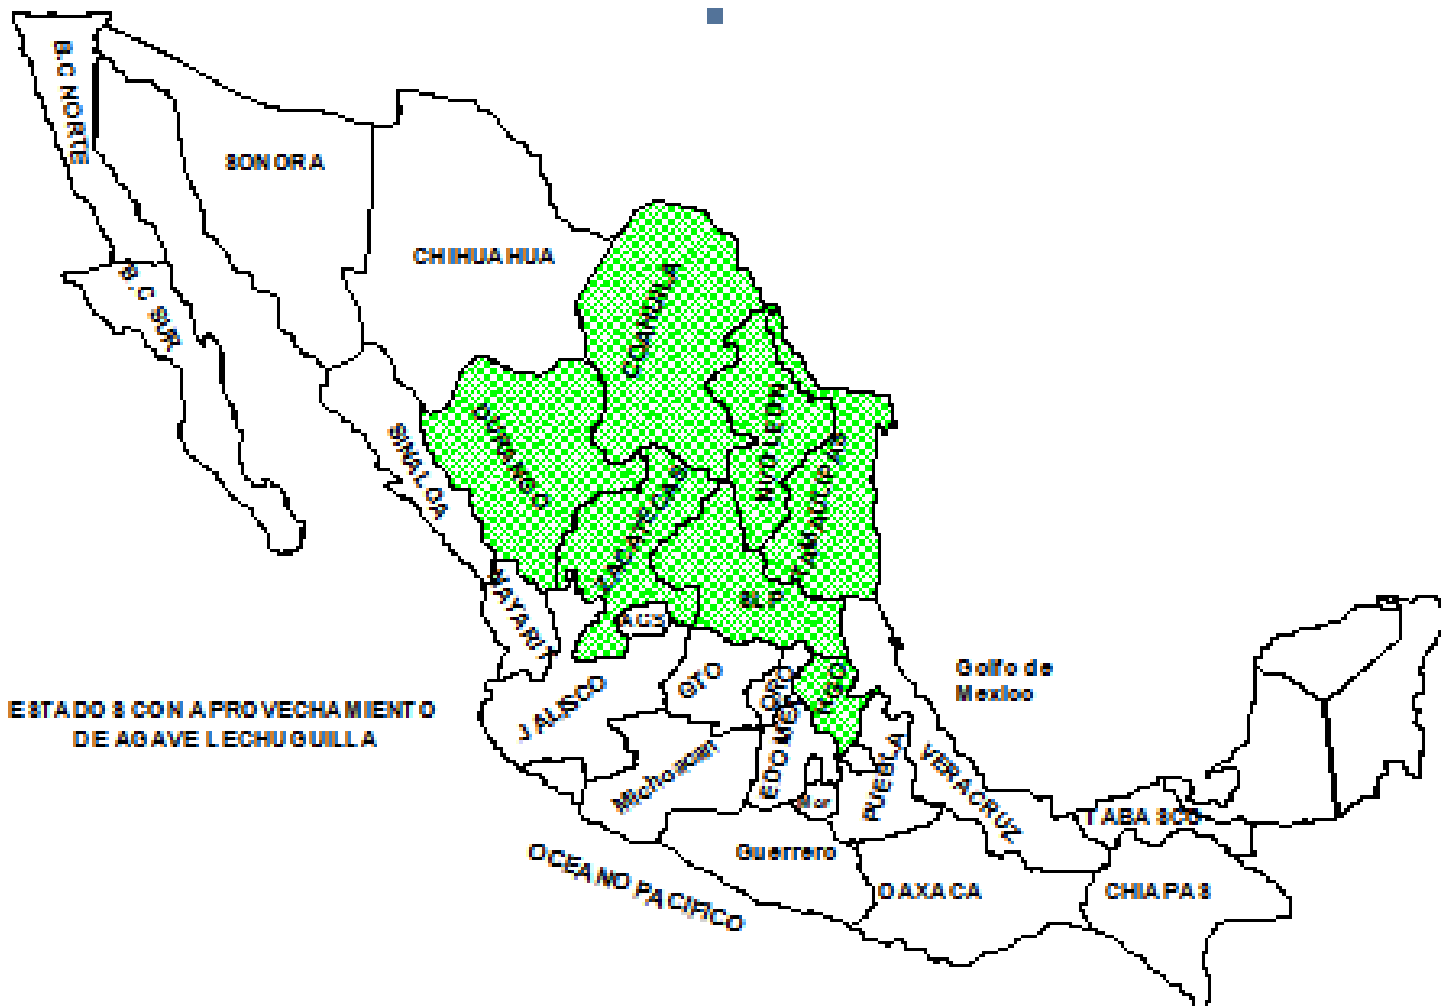 B.C NORTE
SONORA
CHIHUAHUA
B.C SUR
COAHUILA
DURANGO
NVO LEON
SINALOA
TAMAULIPAS
ZACATECAS
NAYARIT
AGS
JALISCO
GTO
QRO
HGO
Golfo de
Mexico
ESTADOS CON APROVECHAMIENTO
DE AGAVE LECHUGUILLA
Michoacan
EDO MEX
PUEBLA
VERACRUZ
TABASCO
Guerrero
OCEANO PACIFICO
OAXACA
CHIAPAS